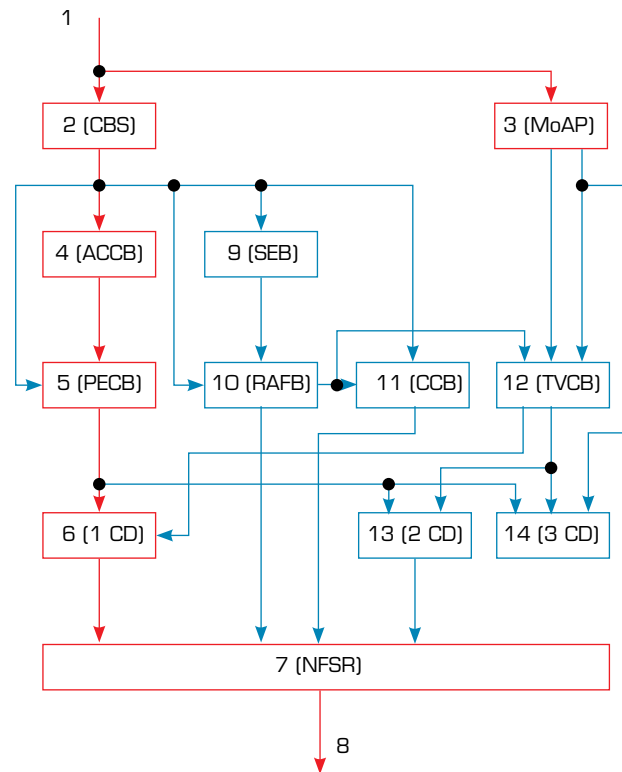 1
2 (CBS)
3 (MoAP)
4 (ACCB)
9 (SEB)
5 (PECB)
10 (RAFB)
11 (CCB)
12 (TVCB)
6 (1 CD)
13 (2 CD)
14 (3 CD)
7 (NFSR)
8